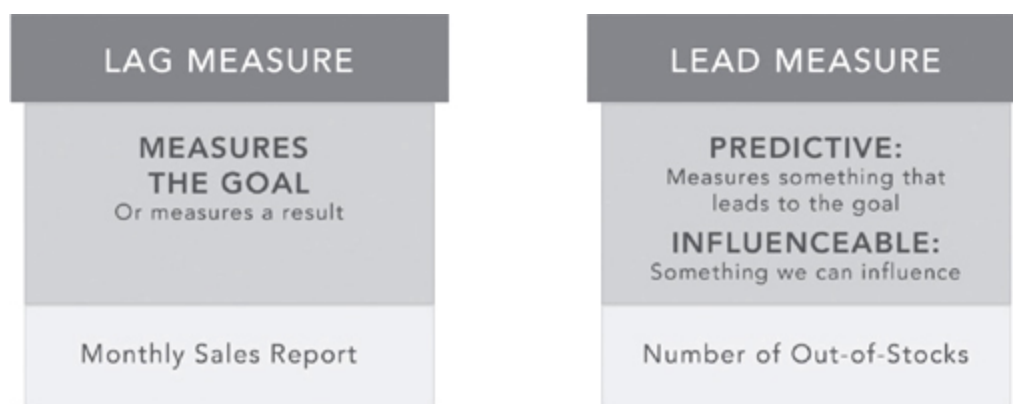 LAG MEASURE
MEASURES
THE GOAL
Or measures a result
Monthly Sales Report
LEAD MEASURE
PREDICTIVE:
Measures something that
leads to the goal
INFLUENCEABLE:
Something we can influence
Number of Out-of-Stocks